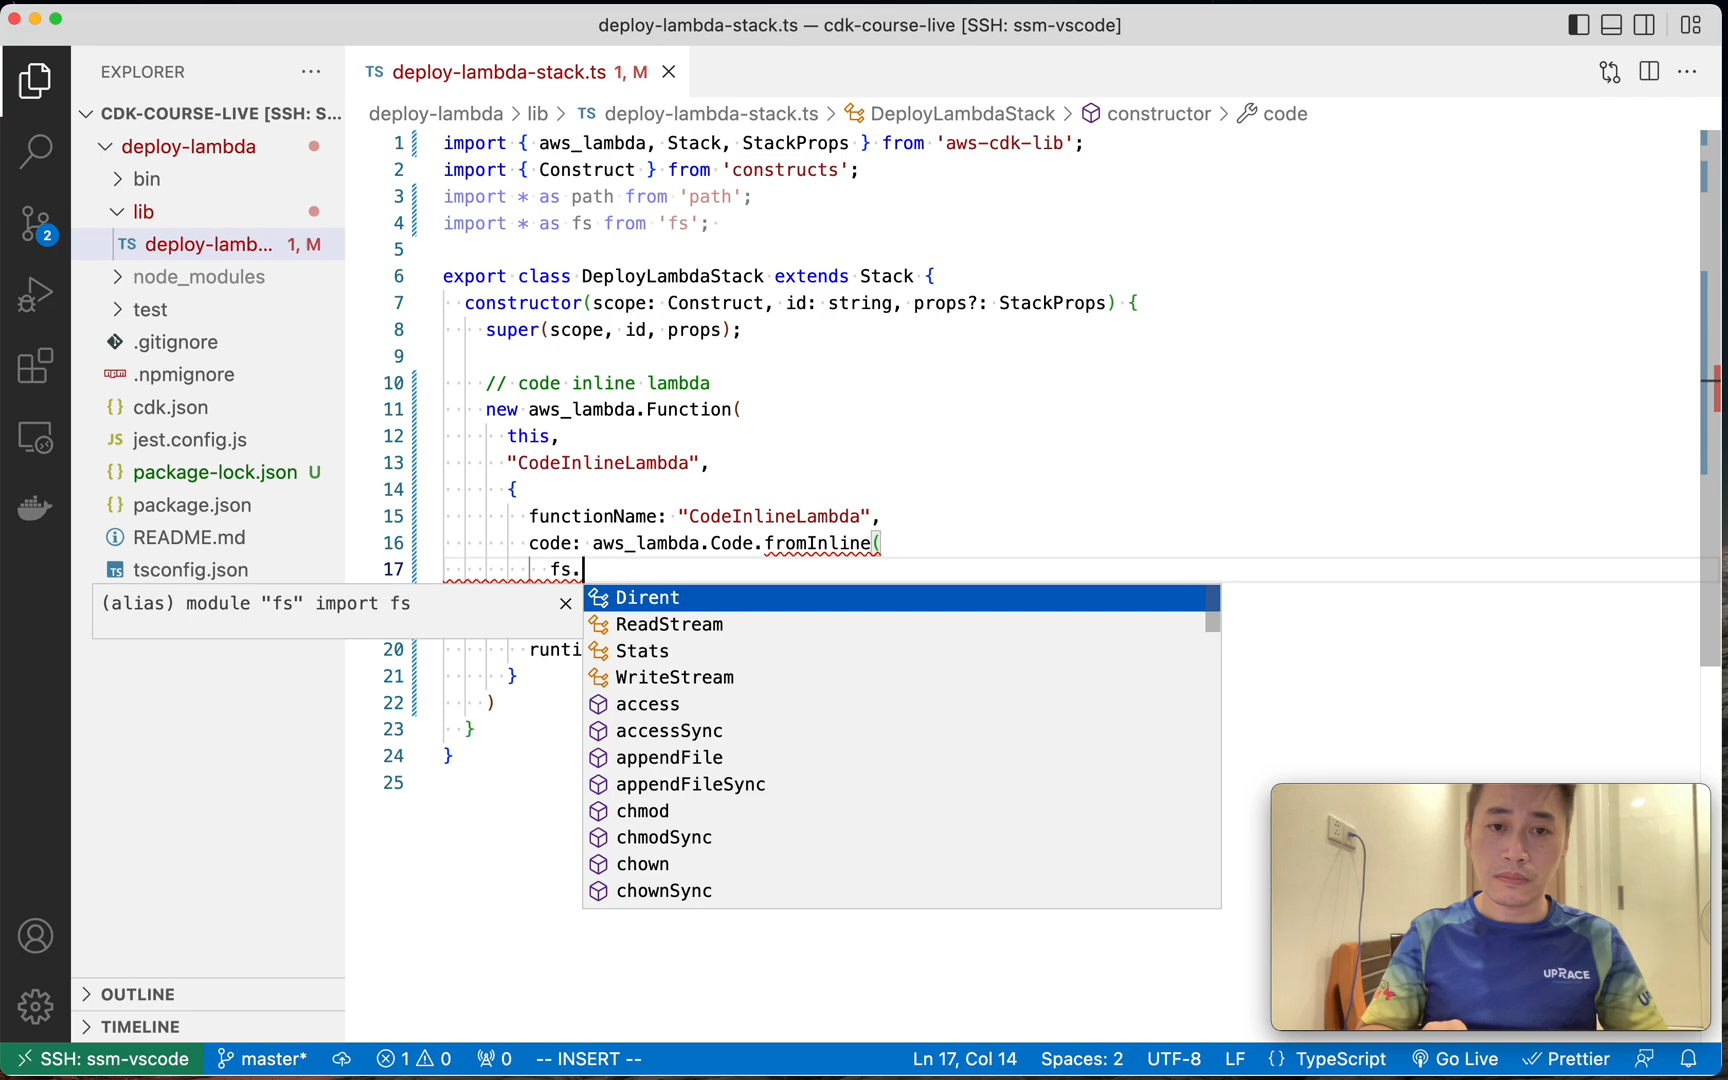 deploy-lambda-stack.ts — cdk-course-live [SSH: ssm-vscode]
EXPLORER
CDK-COURSE-LIVE [SSH: S...
deploy-lambda
bin
lib
TS deploy-lamb... 1, M
node_modules
test
.gitignore
.npmignore
{} cdk.json
JS jest.config.js
{} package-lock.json U
{} package.json
README.md
TS tsconfig.json
OUTLINE
TIMELINE
2
TS deploy-lambda-stack.ts 1, M
deploy-lambda > lib > TS deploy-lambda-stack.ts > DeployLambdaStack > constructor > code
1 import { aws_lambda, Stack, StackProps } from 'aws-cdk-lib';
2 import { Construct } from 'constructs';
3 import * as path from 'path';
4 import * as fs from 'fs';
5
6 export class DeployLambdaStack extends Stack {
7 constructor(scope: Construct, id: string, props?: StackProps) {
8 super(scope, id, props);
9
10 // code inline lambda
11 new aws_lambda.Function(
12 this,
13 "CodeInlineLambda",
14 {
15 functionName: "CodeInlineLambda",
16 code: aws_lambda.Code.fromInline(
17 fs.
(alias) module "fs" import fs
Dirent
ReadStream
Stats
WriteStream
access
accessSync
appendFile
appendFileSync
chmod
chmodSync
chown
chownSync
20 runti
21 }
22 )
23 }
24 }
25
UPRACE
SSH: ssm-vscode master* 1 0 0 -- INSERT -- Ln 17, Col 14 Spaces: 2 UTF-8 LF {} TypeScript Go Live Prettier